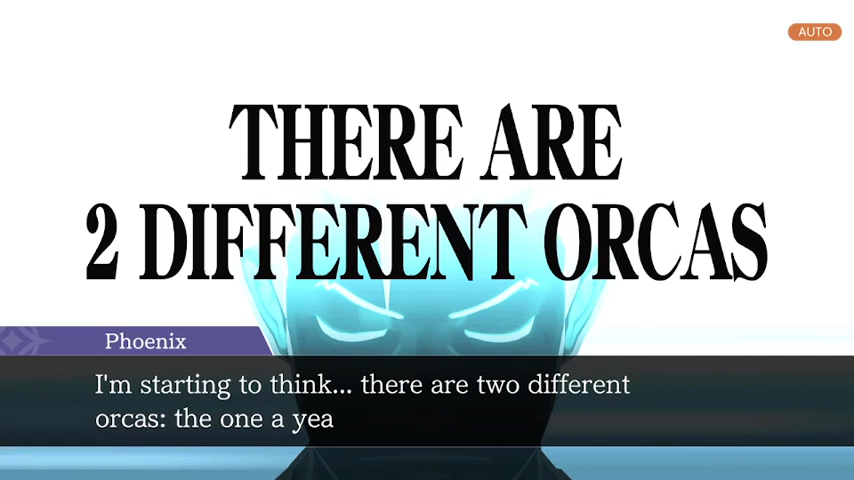 AUTO
THERE ARE
2 DIFFERENT ORCAS
Phoenix
I'm starting to think... there are two different
orcas: the one a yea